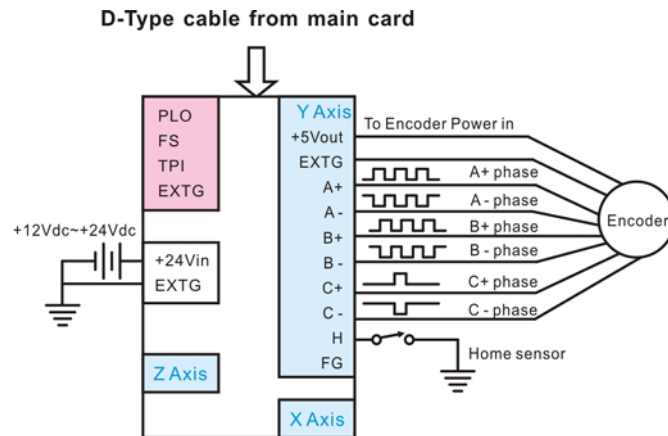 D-Type cable from main card
PLO
FS
TPI
EXTG
+12Vdc~+24Vdc
+24Vin
EXTG
Z Axis
Y Axis
+5Vout
EXTG
A+
A -
B+
B -
C+
C -
H
FG
X Axis
To Encoder Power in
A+ phase
A - phase
B+ phase
B - phase
C+ phase
C - phase
Home sensor
Encoder